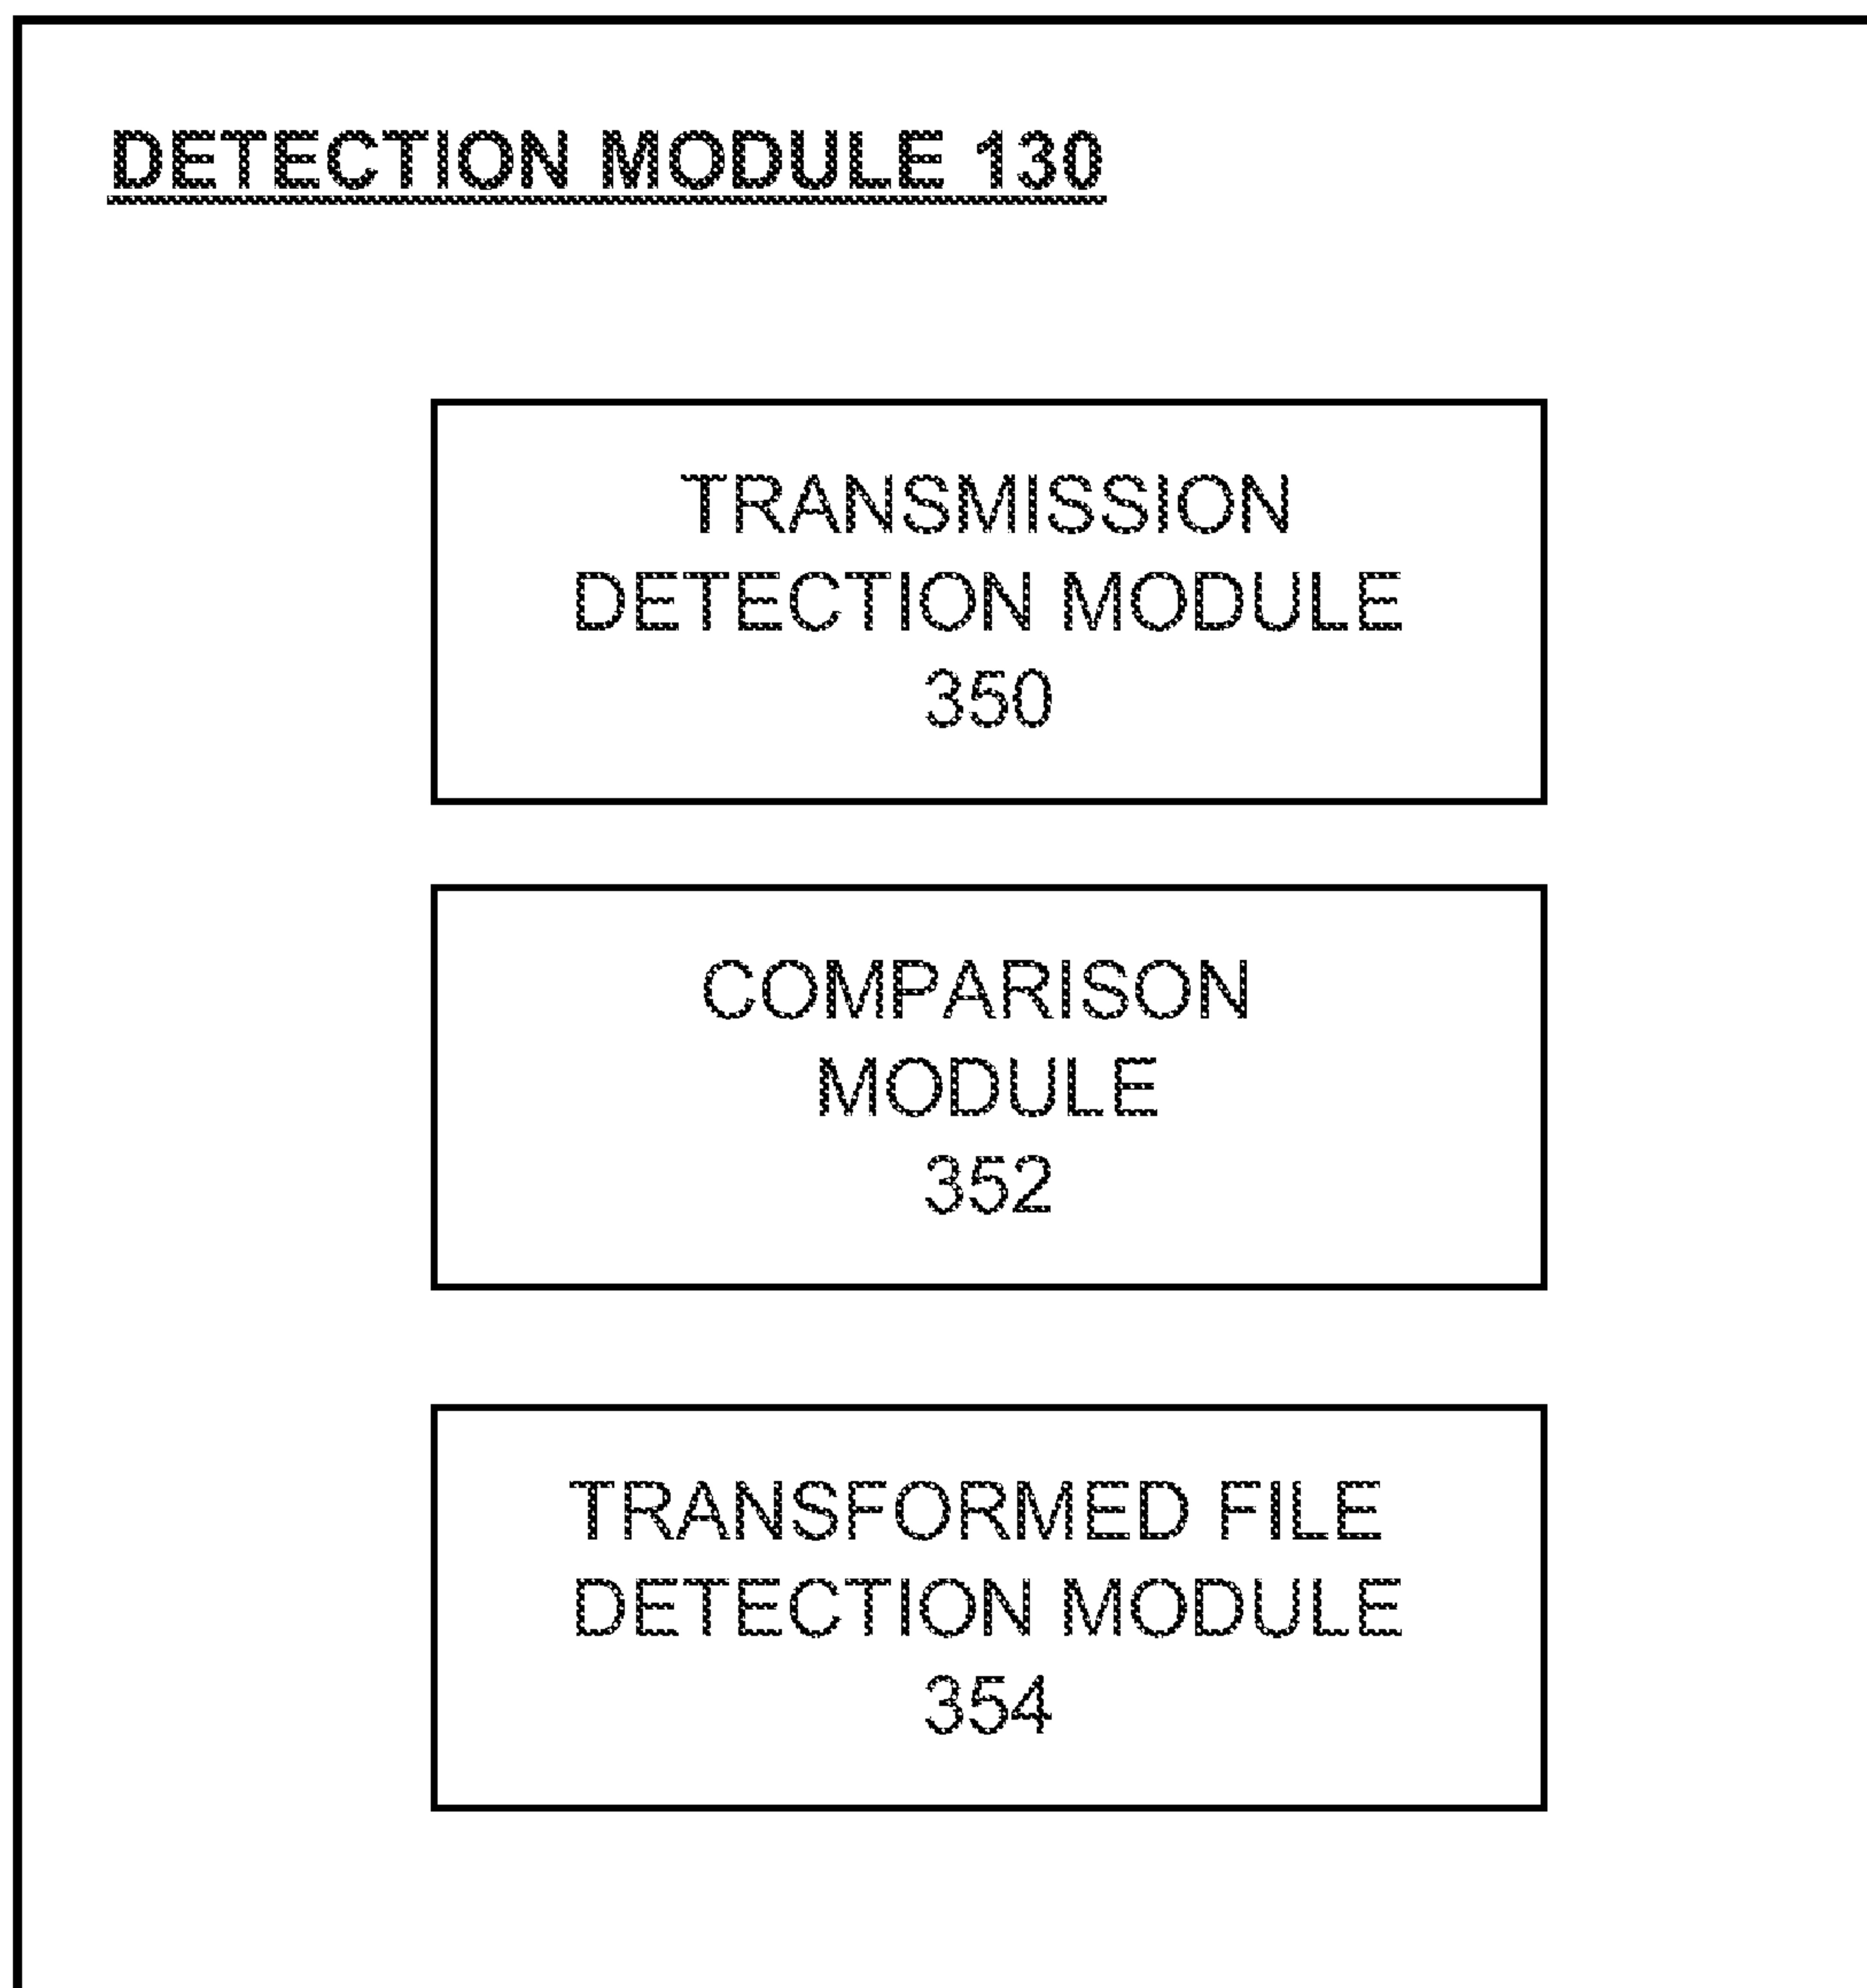 DETECTION MODULE 130
TRANSMISSION
DETECTION MODULE
350
COMPARISON
MODULE
352
TRANSFORMED FILE
DETECTION MODULE
354